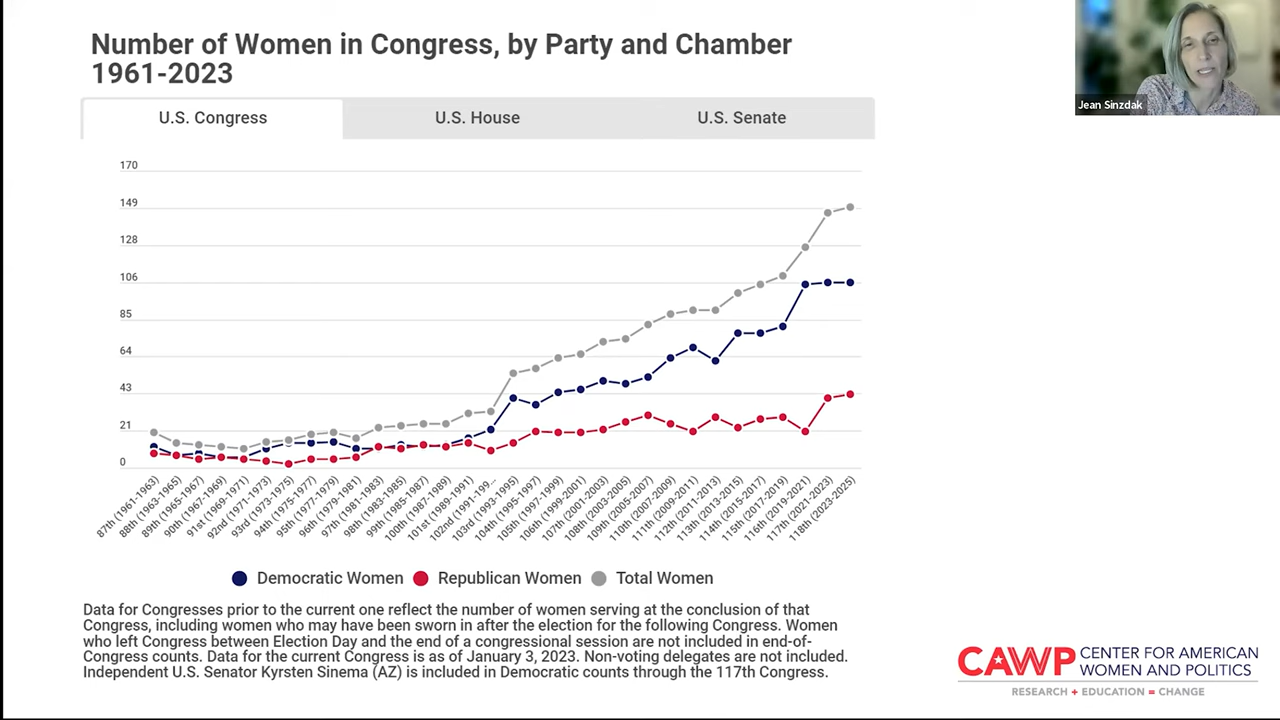 Number of Women in Congress, by Party and Chamber
1961-2023
Jean Sinzdak
U.S. Congress
U.S. House
U.S. Senate
170
149
128
106
85
64
43
21
0
87th (1961-1963)
88th (1963-1965)
89th (1965-1967)
90th (1967-1969)
91st (1969-1971)
92nd (1971-1973)
93rd (1973-1975)
94th (1975-1977)
95th (1977-1979)
96th (1979-1981)
97th (1981-1983)
98th (1983-1985)
99th (1985-1987)
100th (1987-1989)
101st (1989-1991)
102nd (1991-199...
103rd (1993-1995)
104th (1995-1997)
105th (1997-1999)
106th (1999-2001)
107th (2001-2003)
108th (2003-2005)
109th (2005-2007)
110th (2007-2009)
111th (2009-2011)
112th (2011-2013)
113th (2013-2015)
114th (2015-2017)
115th (2017-2019)
116th (2019-2021)
117th (2021-2023)
118th (2023-2025)
Democratic Women
Republican Women
Total Women
Data for Congresses prior to the current one reflect the number of women serving at the conclusion of that
Congress, including women who may have been sworn in after the election for the following Congress. Women
who left Congress between Election Day and the end of a congressional session are not included in end-of-
Congress counts. Data for the current Congress is as of January 3, 2023. Non-voting delegates are not included.
Independent U.S. Senator Kyrsten Sinema (AZ) is included in Democratic counts through the 117th Congress.
CAWP CENTER FOR AMERICAN
WOMEN AND POLITICS
RESEARCH + EDUCATION = CHANGE